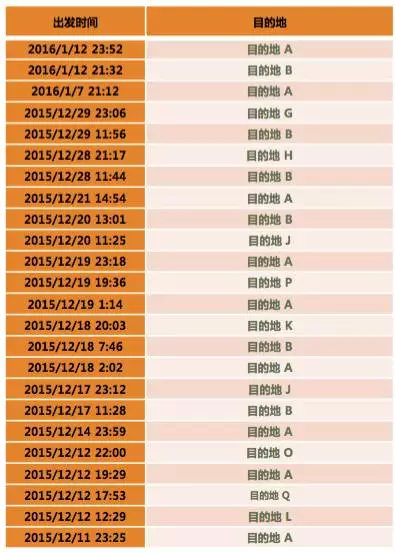 出发时间 目的地
2016/1/12 23:52 目的地 A
2016/1/12 21:32 目的地 B
2016/1/7 21:12 目的地 A
2015/12/29 23:06 目的地 G
2015/12/29 11:56 目的地 B
2015/12/28 21:17 目的地 H
2015/12/28 11:44 目的地 B
2015/12/21 14:54 目的地 A
2015/12/20 13:01 目的地 B
2015/12/20 11:25 目的地 J
2015/12/19 23:18 目的地 A
2015/12/19 19:36 目的地 P
2015/12/19 1:14 目的地 A
2015/12/18 20:03 目的地 K
2015/12/18 7:46 目的地 B
2015/12/18 2:02 目的地 A
2015/12/17 23:12 目的地 J
2015/12/17 11:28 目的地 B
2015/12/14 23:59 目的地 A
2015/12/12 22:00 目的地 O
2015/12/12 19:29 目的地 A
2015/12/12 17:53 目的地 Q
2015/12/12 12:29 目的地 L
2015/12/11 23:25 目的地 A